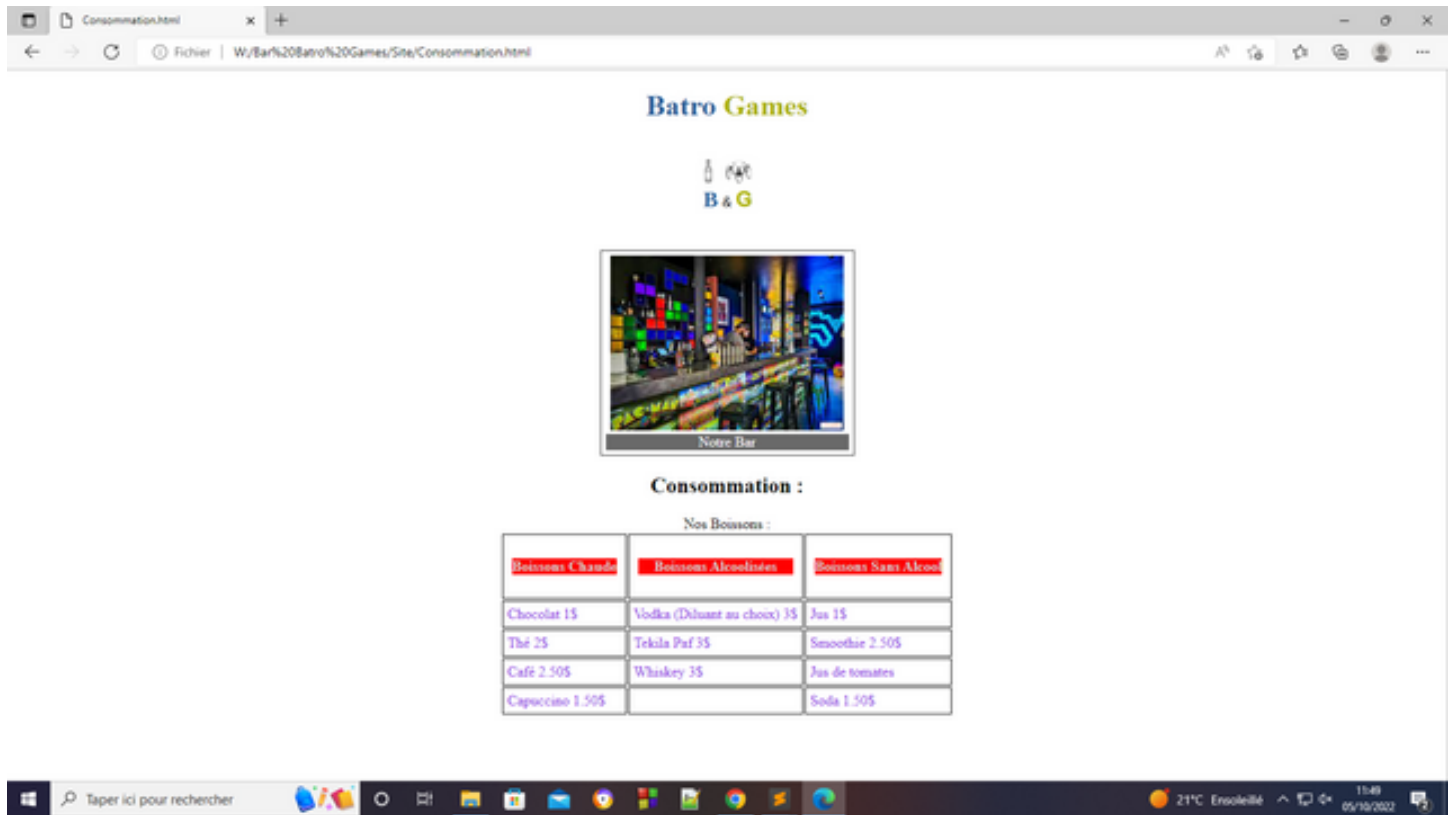 Consommation.html
Fichier | W:/Bar%20Batro%20Games/Site/Consommation.html
Batro Games
B & G
Notre Bar
Consommation :
Nos Boissons :
Boissons Chaude Boissons Alcoolisées Boissons Sans Alcool
Chocolat 1$ Vodka (Diluant au choix) 3$ Jus 1$
Thé 2$ Tekila Paf 3$ Smoothie 2.50$
Café 2.50$ Whiskey 3$ Jus de tomates
Capuccino 1.50$ Soda 1.50$
Taper ici pour rechercher
21°C Ensoleillé
11:49
05/10/2022